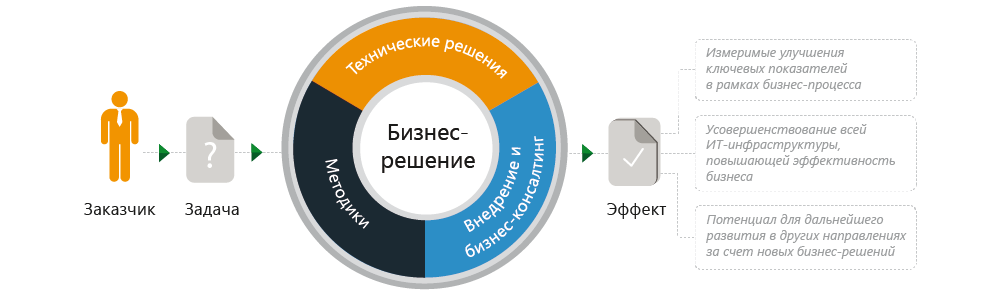 Заказчик
?
Задача
Технические решения
Методики
Внедрение и
бизнес-консалтинг
Бизнес-
решение
Эффект
Измеримые улучшения
ключевых показателей
в рамках бизнес-процесса
Усовершенствование всей
ИТ-инфраструктуры,
повышающей эффективность
бизнеса
Потенциал для дальнейшего
развития в других направлениях
за счет новых бизнес-решений